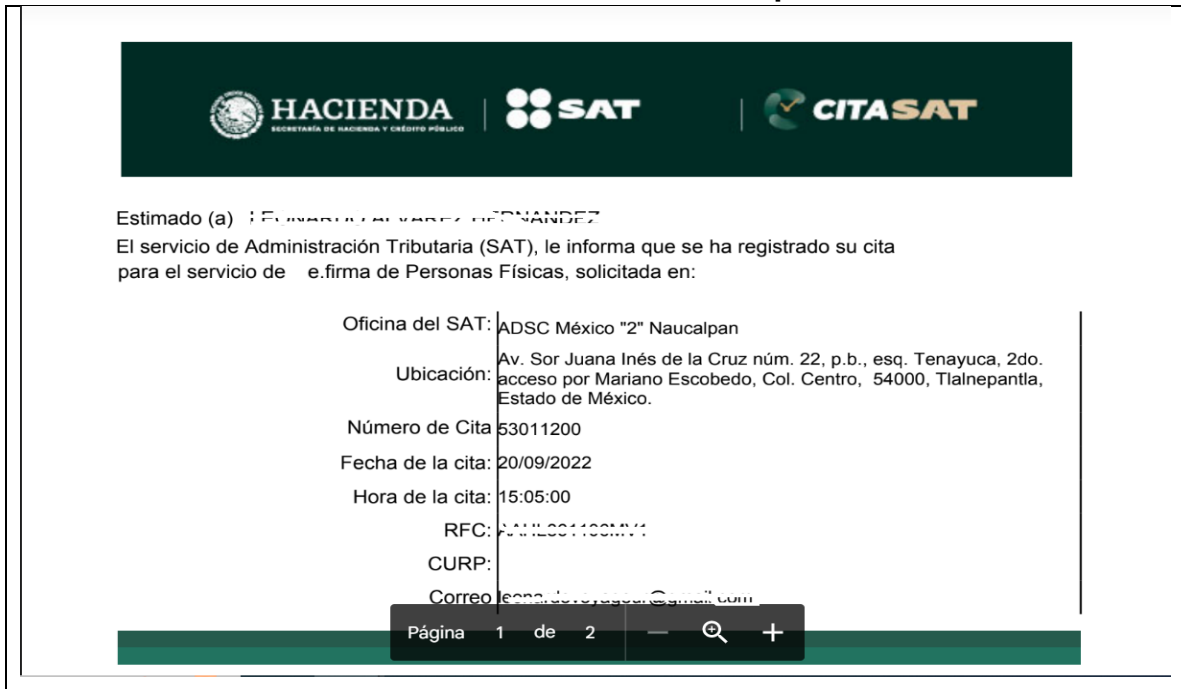 HACIENDA
SECRETARÍA DE HACIENDA Y CRÉDITO PÚBLICO
SAT
CITASAT
Estimado (a)
El servicio de Administración Tributaria (SAT), le informa que se ha registrado su cita
para el servicio de e.firma de Personas Físicas, solicitada en:
Oficina del SAT: ADSC México "2" Naucalpan
Ubicación: Av. Sor Juana Inés de la Cruz núm. 22, p.b., esq. Tenayuca, 2do.
acceso por Mariano Escobedo, Col. Centro, 54000, Tlalnepantla,
Estado de México.
Número de Cita 53011200
Fecha de la cita: 20/09/2022
Hora de la cita: 15:05:00
RFC:
CURP:
Correo
Página 1 de 2